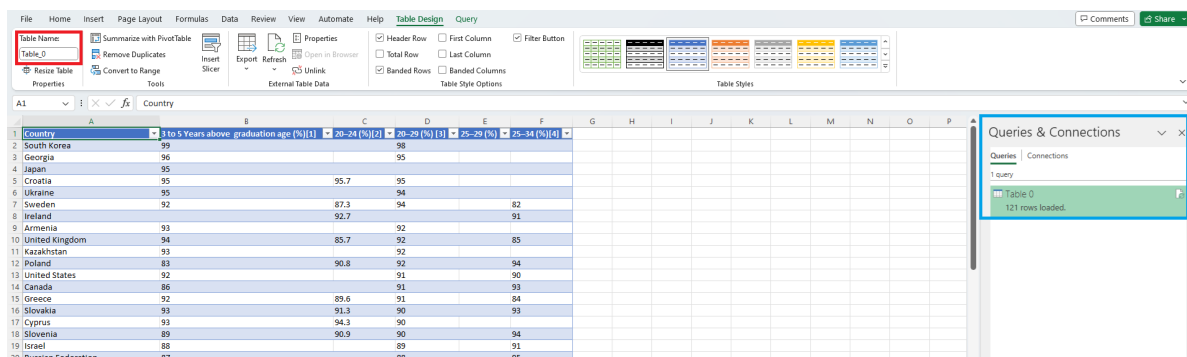 File Home Insert Page Layout Formulas Data Review View Automate Help Table Design Query Comments Share
Table Name: Summarize with PivotTable Properties Header Row First Column Filter Button
Table_0 Remove Duplicates Insert Slicer Export Refresh Open in Browser Total Row Last Column
Resize Table Convert to Range Unlink Banded Rows Banded Columns
Properties Tools External Table Data Table Style Options Table Styles
A1 fx Country
A B C D E F G H I J K L M N O P
1 Country 3 to 5 Years above graduation age (%)[1] 20–24 (%)[2] 20–29 (%) [3] 25–29 (%) 25–34 (%)[4]
2 South Korea 99 98
3 Georgia 96 95
4 Japan 95
5 Croatia 95 95.7 95
6 Ukraine 95 94
7 Sweden 92 87.3 94 82
8 Ireland 92.7 91
9 Armenia 93 92
10 United Kingdom 94 85.7 92 85
11 Kazakhstan 93 92
12 Poland 83 90.8 92 94
13 United States 92 91 90
14 Canada 86 91 93
15 Greece 92 89.6 91 84
16 Slovakia 93 91.3 90 93
17 Cyprus 93 94.3 90
18 Slovenia 89 90.9 90 94
19 Israel 88 89 91
Queries & Connections
Queries Connections
1 query
Table 0
121 rows loaded.